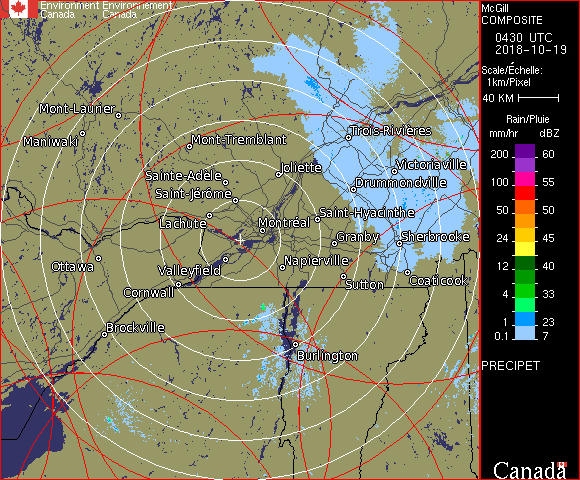 Environment Environnement
Canada Canada
McGill
COMPOSITE
0430 UTC
2018-10-19
Scale/Échelle:
1km/Pixel
40 KM
Rain/Pluie
mm/hr dBZ
200 60
150 57
100 55
50 50
24 45
12 40
4 33
1 23
0.1 7
PRECIPET
Canada
Mont-Laurier
Maniwaki
Mont-Tremblant
Trois-Rivières
Joliette
Victoriaville
Sainte-Adèle
Drummondville
Saint-Jérôme
Saint-Hyacinthe
Lachute
Montréal
Granby
Sherbrooke
Ottawa
Valleyfield
Napierville
Coaticook
Cornwall
Sutton
Brockville
Burlington